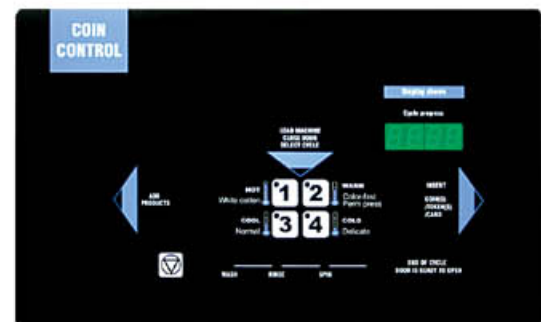 COIN
CONTROL
Display shows
Cycle progress
LOAD MACHINE
CLOSE DOOR
SELECT CYCLE
HOT
White cotton
1
2
WARM
Color-fast
Perm press
ADD
PRODUCTS
INSERT
COIN(S)
/TOKEN(S)
/CARD
COOL
Normal
3
4
COLD
Delicate
WASH
RINSE
SPIN
END OF CYCLE
DOOR IS READY TO OPEN